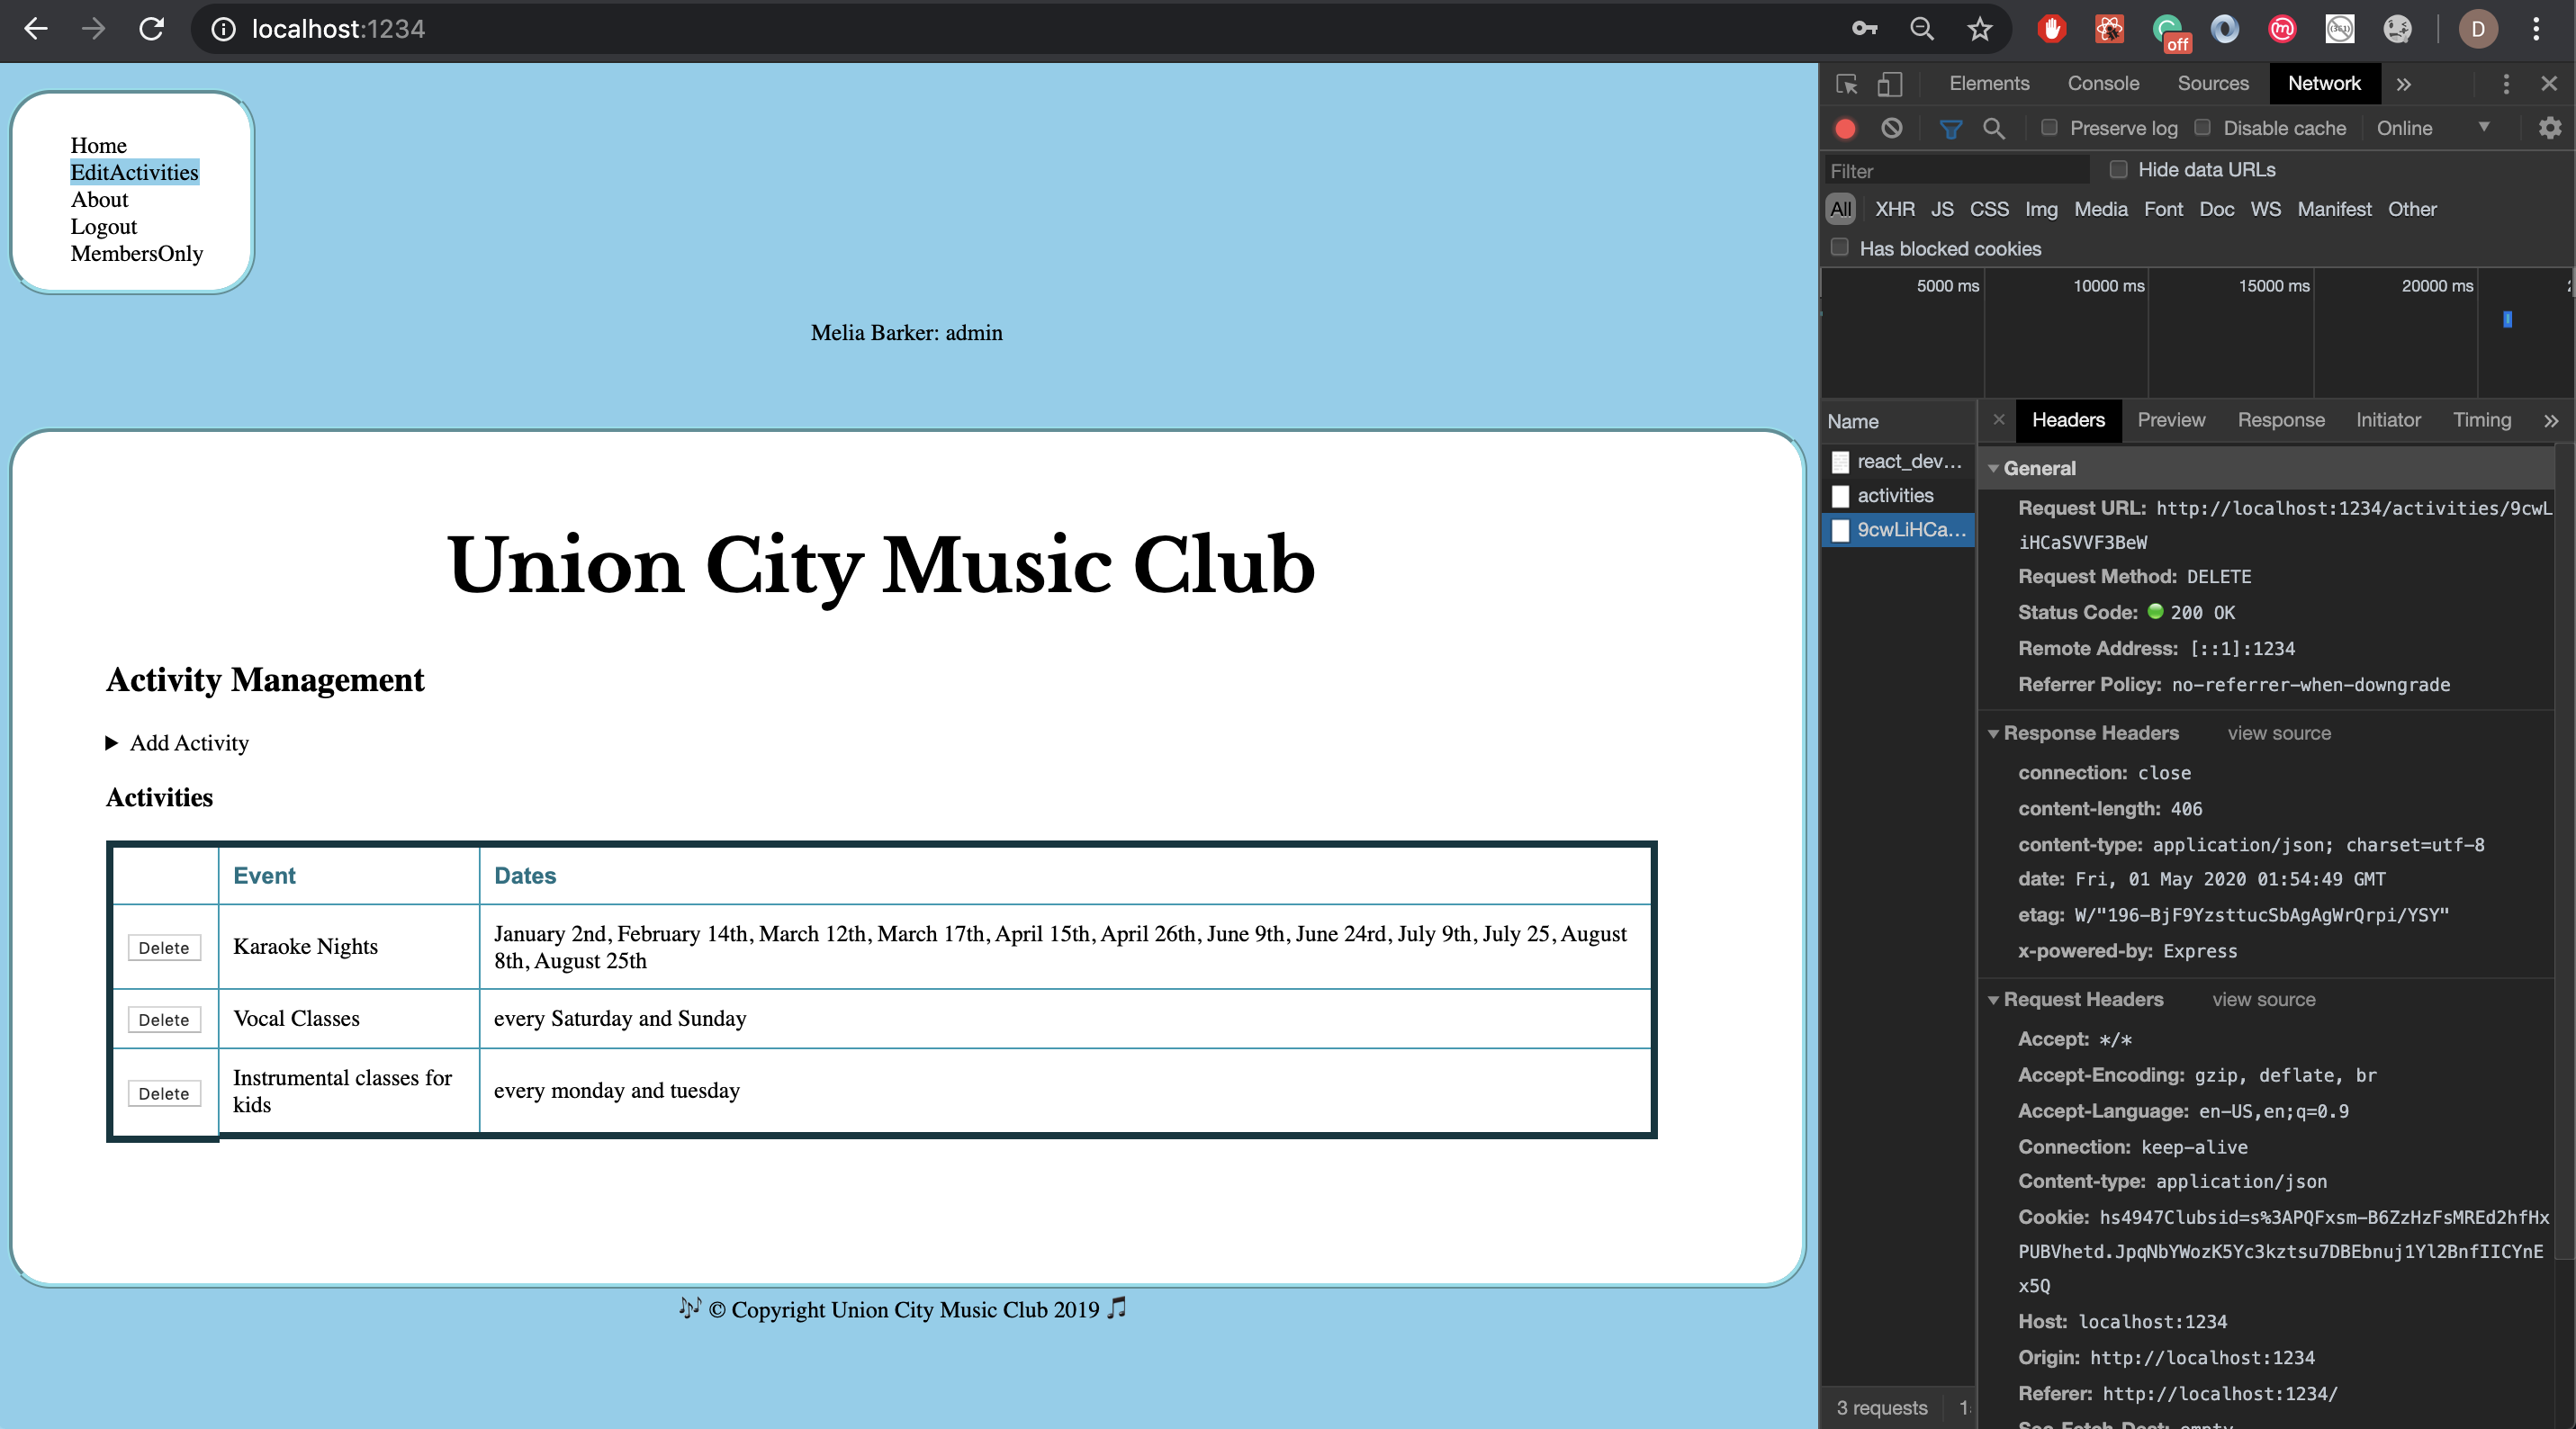 localhost:1234
off
D
Home
EditActivities
About
Logout
MembersOnly
Melia Barker: admin
Union City Music Club
Activity Management
Add Activity
Activities
Event Dates
Delete Karaoke Nights January 2nd, February 14th, March 12th, March 17th, April 15th, April 26th, June 9th, June 24rd, July 9th, July 25, August
8th, August 25th
Delete Vocal Classes every Saturday and Sunday
Delete Instrumental classes for
kids every monday and tuesday
© Copyright Union City Music Club 2019
Elements Console Sources Network
Preserve log Disable cache Online
Filter Hide data URLs
All XHR JS CSS Img Media Font Doc WS Manifest Other
Has blocked cookies
5000 ms 10000 ms 15000 ms 20000 ms
Name
react_dev...
activities
9cwLiHCa...
3 requests
Headers Preview Response Initiator Timing
General
Request URL: http://localhost:1234/activities/9cwL
iHCaSVVF3BeW
Request Method: DELETE
Status Code: 200 OK
Remote Address: [::1]:1234
Referrer Policy: no-referrer-when-downgrade
Response Headers view source
connection: close
content-length: 406
content-type: application/json; charset=utf-8
date: Fri, 01 May 2020 01:54:49 GMT
etag: W/"196-BjF9YzsttucSbAgAgWrQrpi/YSY"
x-powered-by: Express
Request Headers view source
Accept: */*
Accept-Encoding: gzip, deflate, br
Accept-Language: en-US,en;q=0.9
Connection: keep-alive
Content-type: application/json
Cookie: hs4947Clubsid=s%3APQFxsm-B6ZzHzFsMREd2hfHx
PUBVhetd.JpqNbYWozK5Yc3kztsu7DBEbnuj1Yl2BnfIICYnE
x5Q
Host: localhost:1234
Origin: http://localhost:1234
Referer: http://localhost:1234/